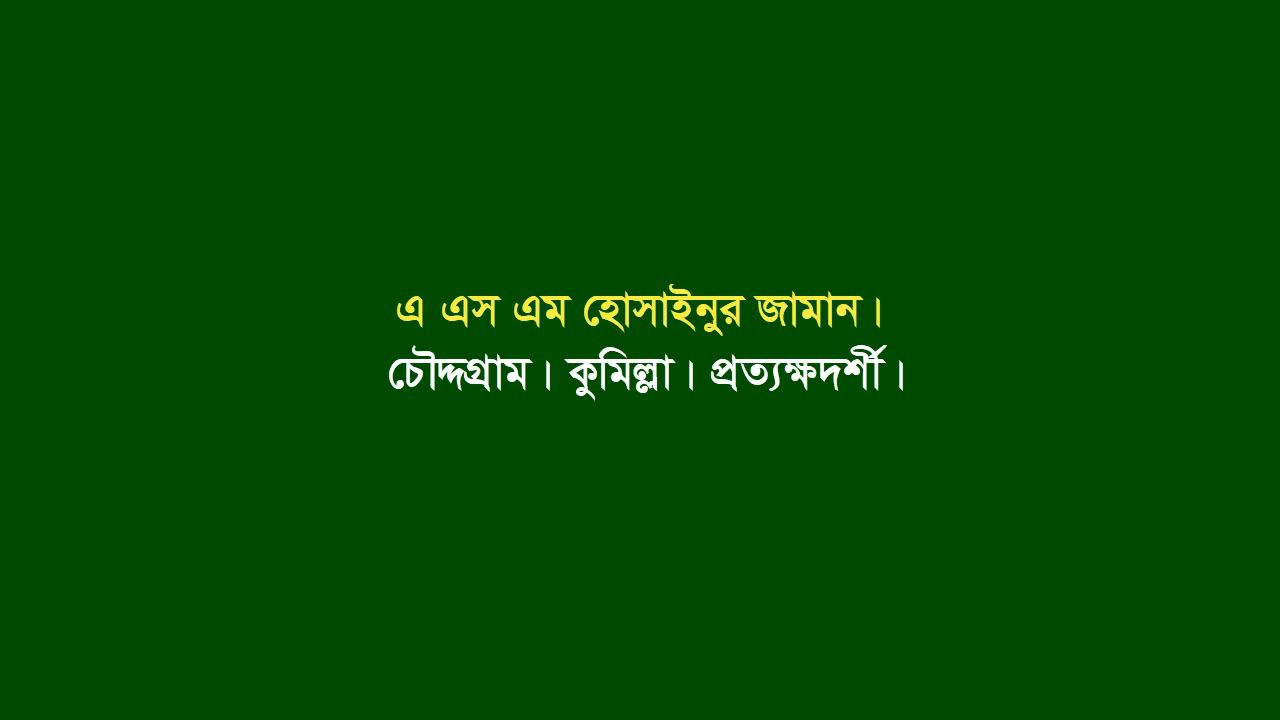 এ এস এম হোসাইনুর জামান।
চৌদ্দগ্রাম। কুমিল্লা। প্রত্যক্ষদর্শী।